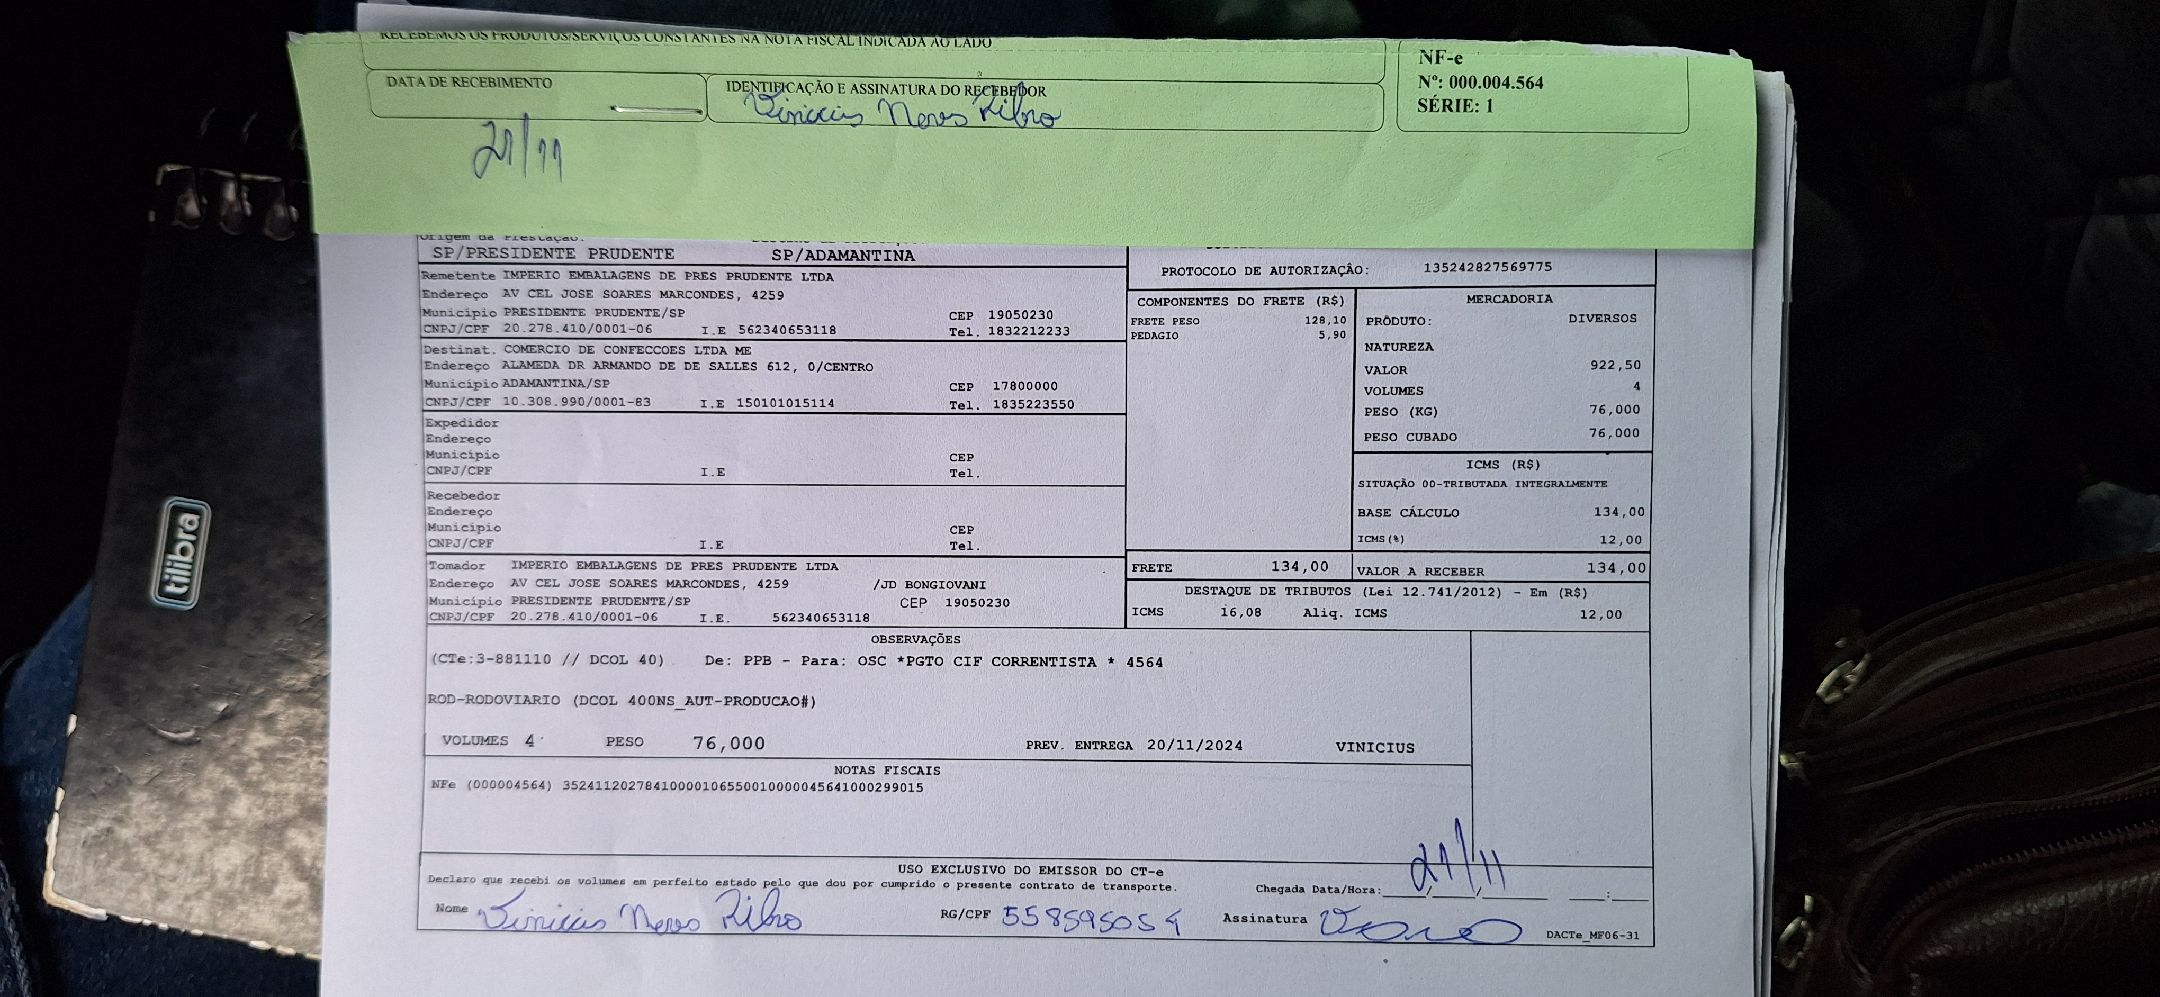 RECEBEMOS OS PRODUTOS/SERVIÇOS CONSTANTES NA NOTA FISCAL INDICADA AO LADO
DATA DE RECEBIMENTO
21/11
IDENTIFICAÇÃO E ASSINATURA DO RECEBEDOR
Vinicius Neves
NF-e
Nº: 000.004.564
SÉRIE: 1
Origem da Prestação:
SP/PRESIDENTE PRUDENTE SP/ADAMANTINA
PROTOCOLO DE AUTORIZAÇÂO: 135242827569775
Remetente IMPERIO EMBALAGENS DE PRES PRUDENTE LTDA
Endereço AV CEL JOSE SOARES MARCONDES, 4259
Município PRESIDENTE PRUDENTE/SP CEP 19050230
CNPJ/CPF 20.278.410/0001-06 I.E 562340653118 Tel. 1832212233
Destinat. COMERCIO DE CONFECCOES LTDA ME
Endereço ALAMEDA DR ARMANDO DE DE SALLES 612, 0/CENTRO
Município ADAMANTINA/SP CEP 17800000
CNPJ/CPF 10.308.990/0001-83 I.E 150101015114 Tel. 1835223550
Expedidor
Endereço
Município CEP
CNPJ/CPF I.E Tel.
Recebedor
Endereço
Município CEP
CNPJ/CPF I.E Tel.
Tomador IMPERIO EMBALAGENS DE PRES PRUDENTE LTDA
Endereço AV CEL JOSE SOARES MARCONDES, 4259 /JD BONGIOVANI
Município PRESIDENTE PRUDENTE/SP CEP 19050230
CNPJ/CPF 20.278.410/0001-06 I.E. 562340653118
COMPONENTES DO FRETE (R$)
FRETE PESO 128,10
PEDAGIO 5,90
MERCADORIA
PRODUTO: DIVERSOS
NATUREZA
VALOR 922,50
VOLUMES 4
PESO (KG) 76,000
PESO CUBADO 76,000
ICMS (R$)
SITUAÇÃO 00-TRIBUTADA INTEGRALMENTE
BASE CÁLCULO 134,00
ICMS(%) 12,00
FRETE 134,00 VALOR A RECEBER 134,00
DESTAQUE DE TRIBUTOS (Lei 12.741/2012) - Em (R$)
ICMS 16,08 Aliq. ICMS 12,00
OBSERVAÇÕES
(CTe:3-881110 // DCOL 40) De: PPB - Para: OSC *PGTO CIF CORRENTISTA * 4564
ROD-RODOVIARIO (DCOL 400NS_AUT-PRODUCAO#)
VOLUMES 4 PESO 76,000 PREV. ENTREGA 20/11/2024 VINICIUS
NOTAS FISCAIS
NFe (000004564) 35241120278410000106550010000045641000299015
USO EXCLUSIVO DO EMISSOR DO CT-e
Declaro que recebi os volumes em perfeito estado pelo que dou por cumprido o presente contrato de transporte.
Chegada Data/Hora: 21/11
Nome Vinicius Neves
RG/CPF 558595054
Assinatura
DACTe_MF06-31
tilibra